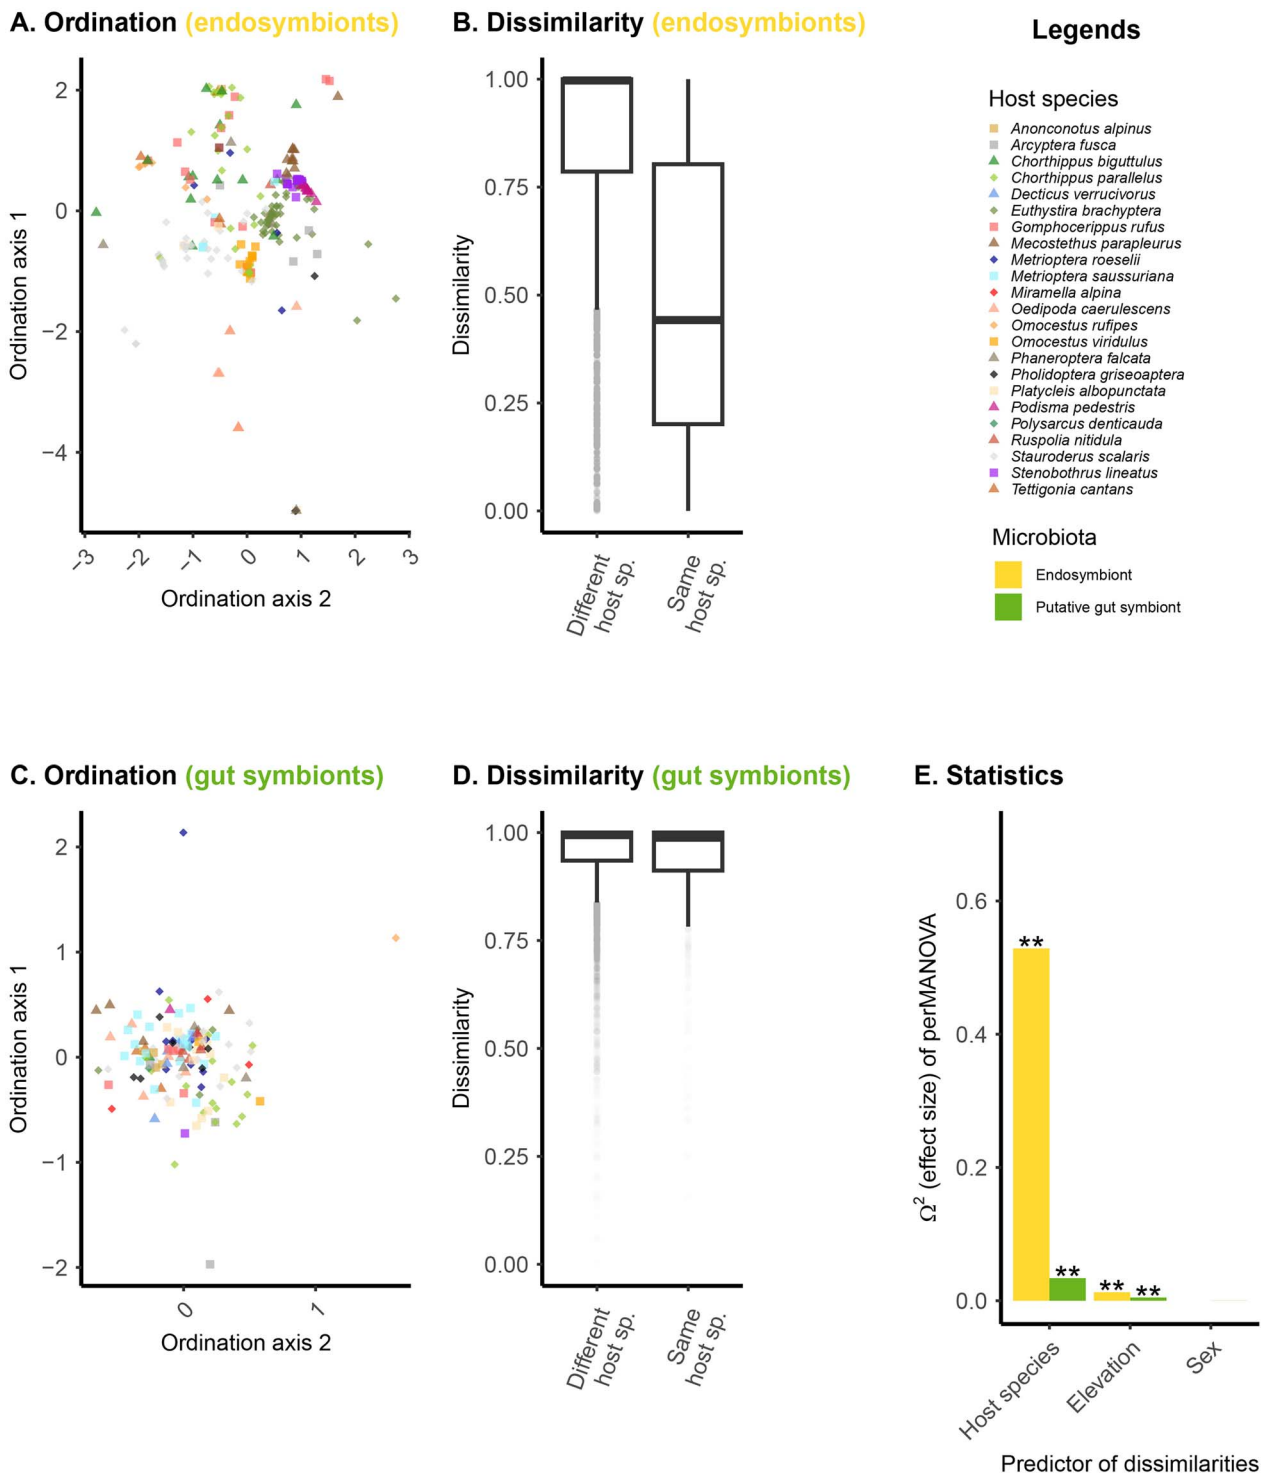 A. Ordination (endosymbionts)
2
0
−2
−4
Ordination axis 1
−3
−2
−1
0
1
2
3
Ordination axis 2
B. Dissimilarity (endosymbionts)
1.00
0.75
0.50
0.25
0.00
Dissimilarity
Different
host sp.
Same
host sp.
Legends
Host species
Anonconotus alpinus
Arcyptera fusca
Chorthippus biguttulus
Chorthippus parallelus
Decticus verrucivorus
Euthystira brachyptera
Gomphocerippus rufus
Mecostethus parapleurus
Metrioptera roeselii
Metrioptera saussuriana
Miramella alpina
Oedipoda caerulescens
Omocestus rufipes
Omocestus viridulus
Phaneroptera falcata
Pholidoptera griseoaptera
Platycleis albopunctata
Podisma pedestris
Polysarcus denticauda
Ruspolia nitidula
Stauroderus scalaris
Stenobothrus lineatus
Tettigonia cantans
Microbiota
Endosymbiont
Putative gut symbiont
C. Ordination (gut symbionts)
2
1
0
−1
−2
Ordination axis 1
0
1
Ordination axis 2
D. Dissimilarity (gut symbionts)
1.00
0.75
0.50
0.25
0.00
Dissimilarity
Different
host sp.
Same
host sp.
E. Statistics
0.6
0.4
0.2
0.0
Ω² (effect size) of perMANOVA
**
**
**
**
Host species
Elevation
Sex
Predictor of dissimilarities